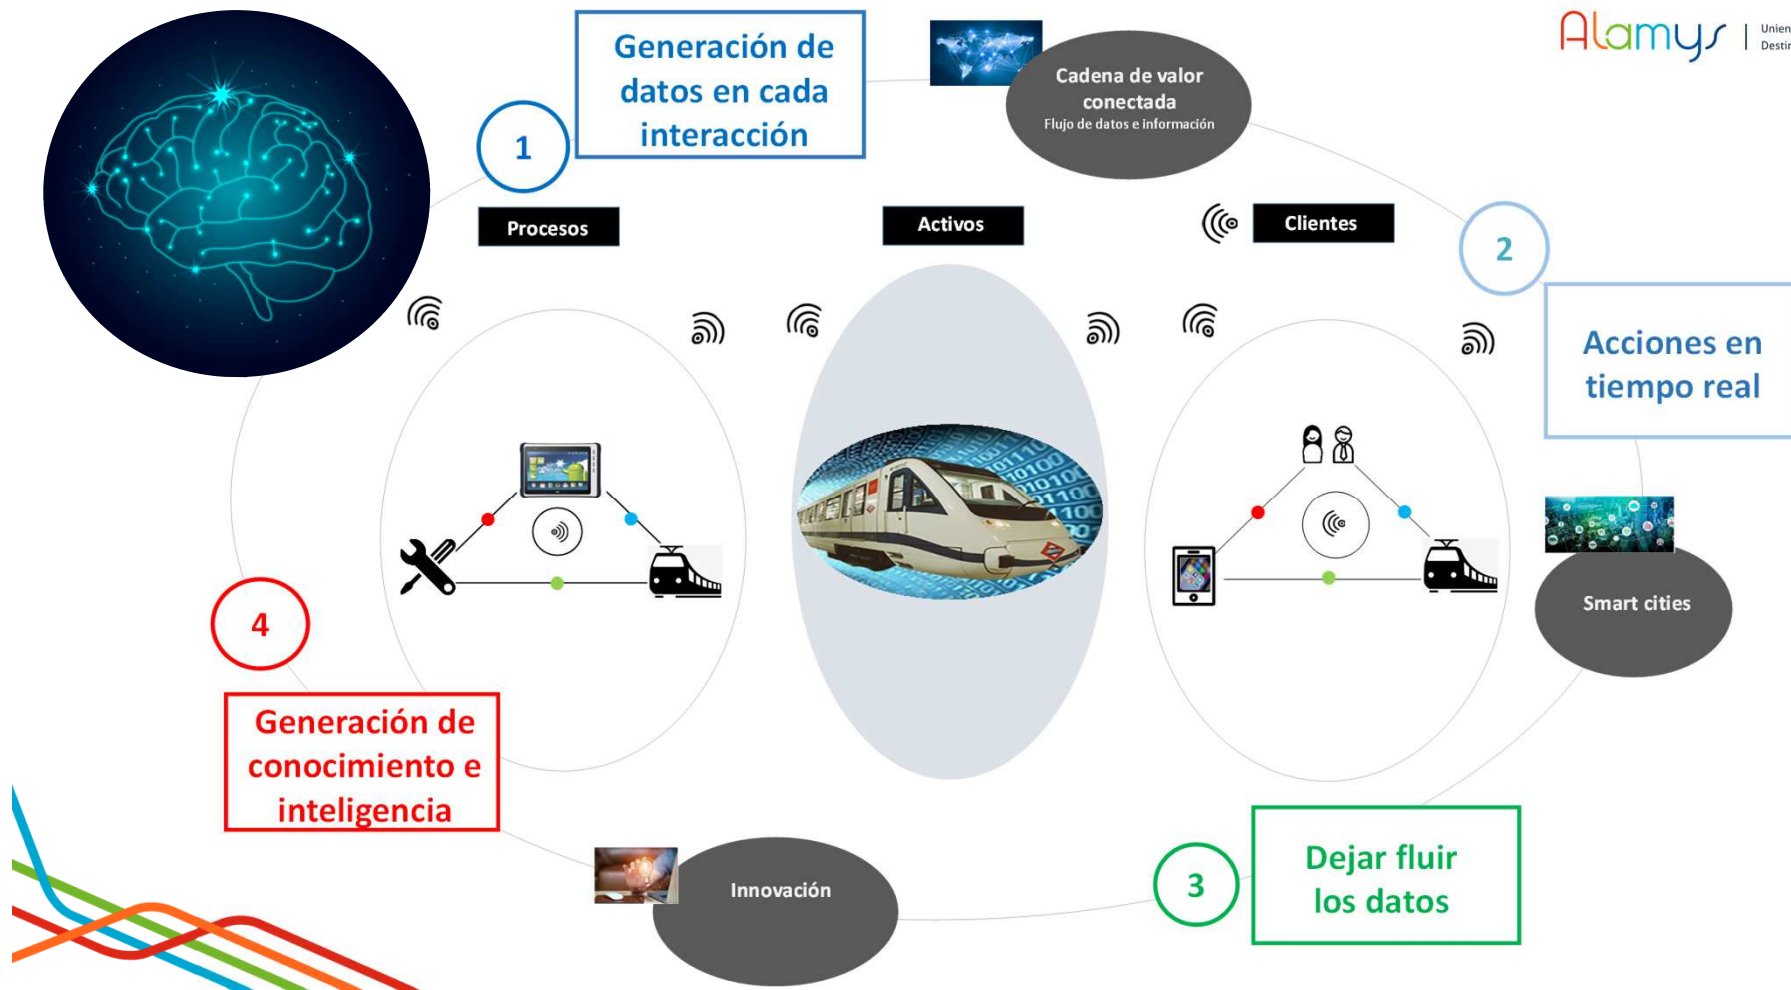 Generación de
datos en cada
interacción
1
Cadena de valor
conectada
Flujo de datos e información
Alamys
Procesos
Activos
Clientes
2
Acciones en
tiempo real
Smart cities
4
Generación de
conocimiento e
inteligencia
Innovación
3
Dejar fluir
los datos